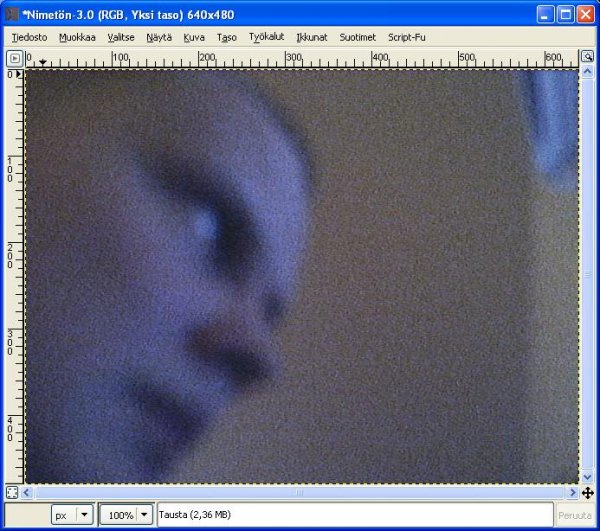 *Nimetön-3.0 (RGB, Yksi taso) 640x480
Tiedosto Muokkaa Valitse Näytä Kuva Taso Työkalut Ikkunat Suotimet Script-Fu
0 100 200 300 400 500 600
0
100
200
300
400
px 100% Tausta (2,36 MB) Peruuta